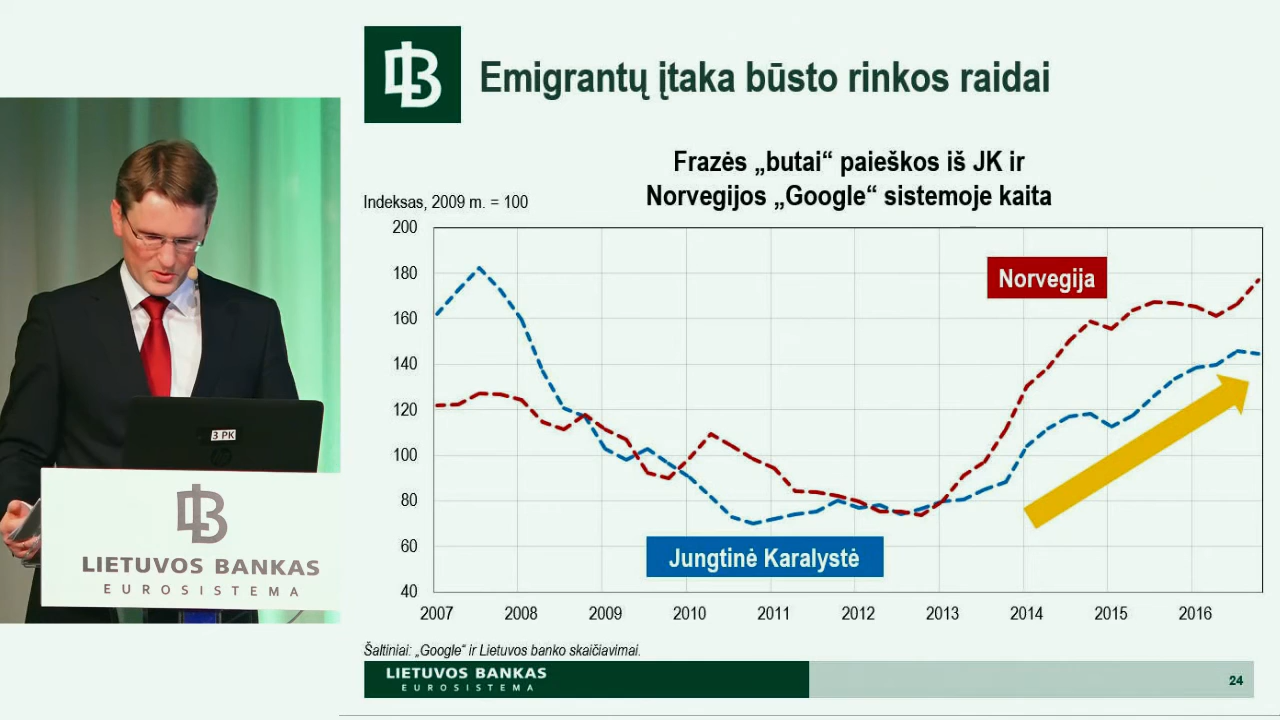 Emigrantų įtaka būsto rinkos raidai
Frazės „butai“ paieškos iš JK ir
Norvegijos „Google“ sistemoje kaita
Indeksas, 2009 m. = 100
200
180
160
140
120
100
80
60
40
Norvegija
Jungtinė Karalystė
2007 2008 2009 2010 2011 2012 2013 2014 2015 2016
Šaltiniai: „Google“ ir Lietuvos banko skaičiavimai.
LIETUVOS BANKAS
EUROSISTEMA
24
3 PK
LIETUVOS BANKAS
EUROSISTEMA